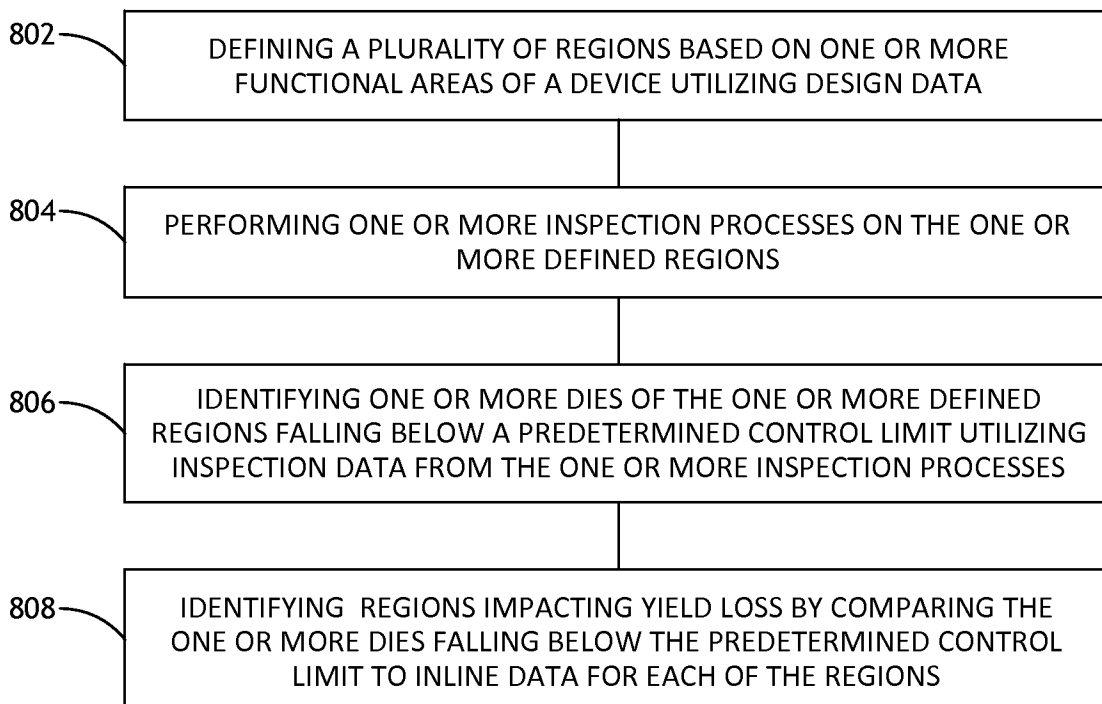 802
DEFINING A PLURALITY OF REGIONS BASED ON ONE OR MORE
FUNCTIONAL AREAS OF A DEVICE UTILIZING DESIGN DATA
804
PERFORMING ONE OR MORE INSPECTION PROCESSES ON THE ONE OR
MORE DEFINED REGIONS
806
IDENTIFYING ONE OR MORE DIES OF THE ONE OR MORE DEFINED
REGIONS FALLING BELOW A PREDETERMINED CONTROL LIMIT UTILIZING
INSPECTION DATA FROM THE ONE OR MORE INSPECTION PROCESSES
808
IDENTIFYING REGIONS IMPACTING YIELD LOSS BY COMPARING THE
ONE OR MORE DIES FALLING BELOW THE PREDETERMINED CONTROL
LIMIT TO INLINE DATA FOR EACH OF THE REGIONS